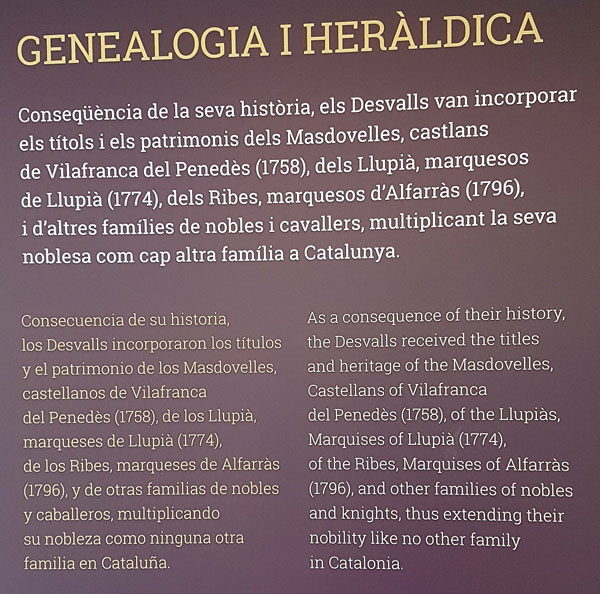 GENEALOGIA I HERÀLDICA
Conseqüència de la seva història, els Desvalls van incorporar
els títols i els patrimonis dels Masdovelles, castlans
de Vilafranca del Penedès (1758), dels Llupià, marquesos
de Llupià (1774), dels Ribes, marquesos d'Alfarràs (1796),
i d'altres famílies de nobles i cavallers, multiplicant la seva
noblesa com cap altra família a Catalunya.
Consecuencia de su historia,
los Desvalls incorporaron los títulos
y el patrimonio de los Masdovelles,
castellanos de Vilafranca
del Penedès (1758), de los Llupià,
marqueses de Llupià (1774),
de los Ribes, marqueses de Alfarràs
(1796), y de otras familias de nobles
y caballeros, multiplicando
su nobleza como ninguna otra
familia en Cataluña.
As a consequence of their history,
the Desvalls received the titles
and heritage of the Masdovelles,
Castellans of Vilafranca
del Penedès (1758), of the Llupiàs,
Marquises of Llupià (1774),
of the Ribes, Marquises of Alfarràs
(1796), and other families of nobles
and knights, thus extending their
nobility like no other family
in Catalonia.